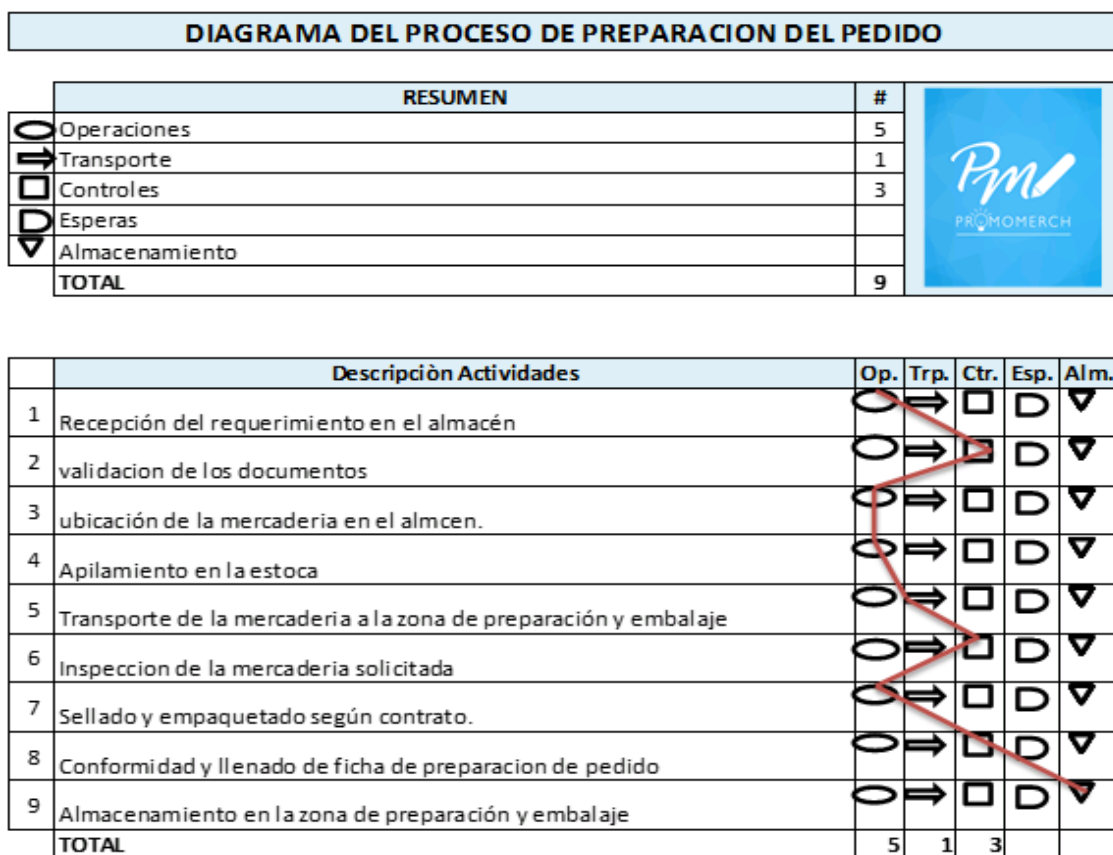 DIAGRAMA DEL PROCESO DE PREPARACION DEL PEDIDO
RESUMEN #
Operaciones 5
Transporte 1
Controles 3
Esperas
Almacenamiento
TOTAL 9
Pm
PROMOMERCH
Descripciòn Actividades Op. Trp. Ctr. Esp. Alm.
1 Recepción del requerimiento en el almacén
2 validacion de los documentos
3 ubicación de la mercaderia en el almcen.
4 Apilamiento en la estoca
5 Transporte de la mercaderia a la zona de preparación y embalaje
6 Inspeccion de la mercaderia solicitada
7 Sellado y empaquetado según contrato.
8 Conformidad y llenado de ficha de preparacion de pedido
9 Almacenamiento en la zona de preparación y embalaje
TOTAL 5 1 3